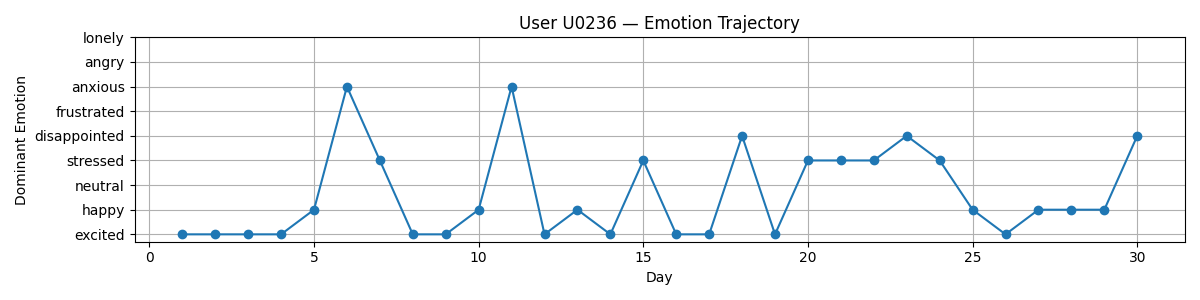 User U0236 — Emotion Trajectory
Dominant Emotion
lonely
angry
anxious
frustrated
disappointed
stressed
neutral
happy
excited
0 5 10 15 20 25 30
Day